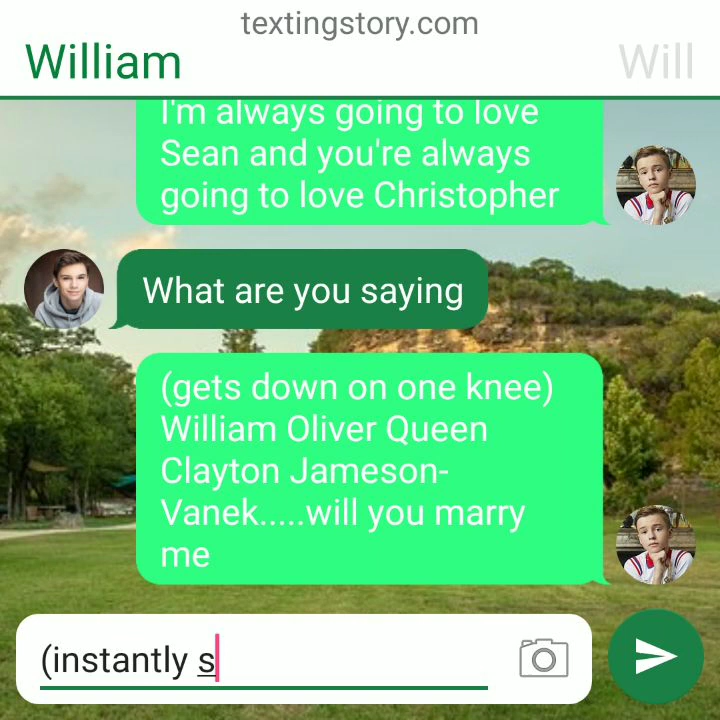 textingstory.com
William
Will
I'm always going to love
Sean and you're always
going to love Christopher
What are you saying
(gets down on one knee)
William Oliver Queen
Clayton Jameson-
Vanek.....will you marry
me
(instantly s